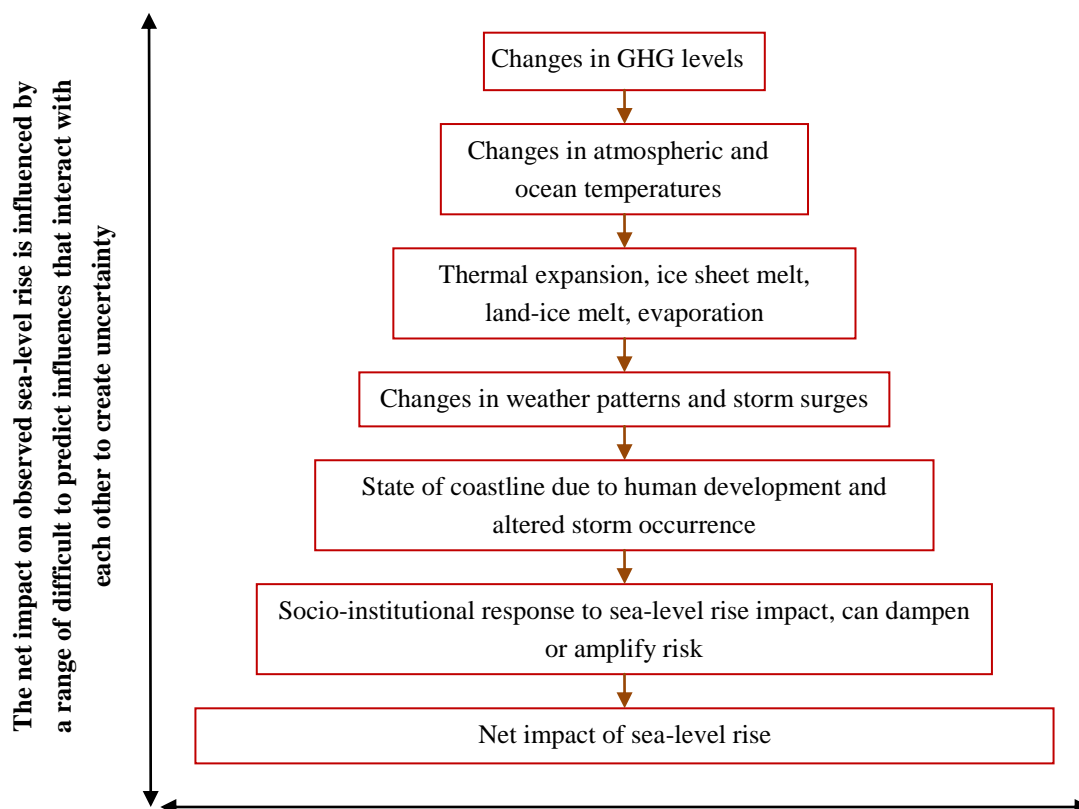 The net impact on observed sea-level rise is influenced by
a range of difficult to predict influences that interact with
each other to create uncertainty
Changes in GHG levels
Changes in atmospheric and
ocean temperatures
Thermal expansion, ice sheet melt,
land-ice melt, evaporation
Changes in weather patterns and storm surges
State of coastline due to human development and
altered storm occurrence
Socio-institutional response to sea-level rise impact, can dampen
or amplify risk
Net impact of sea-level rise